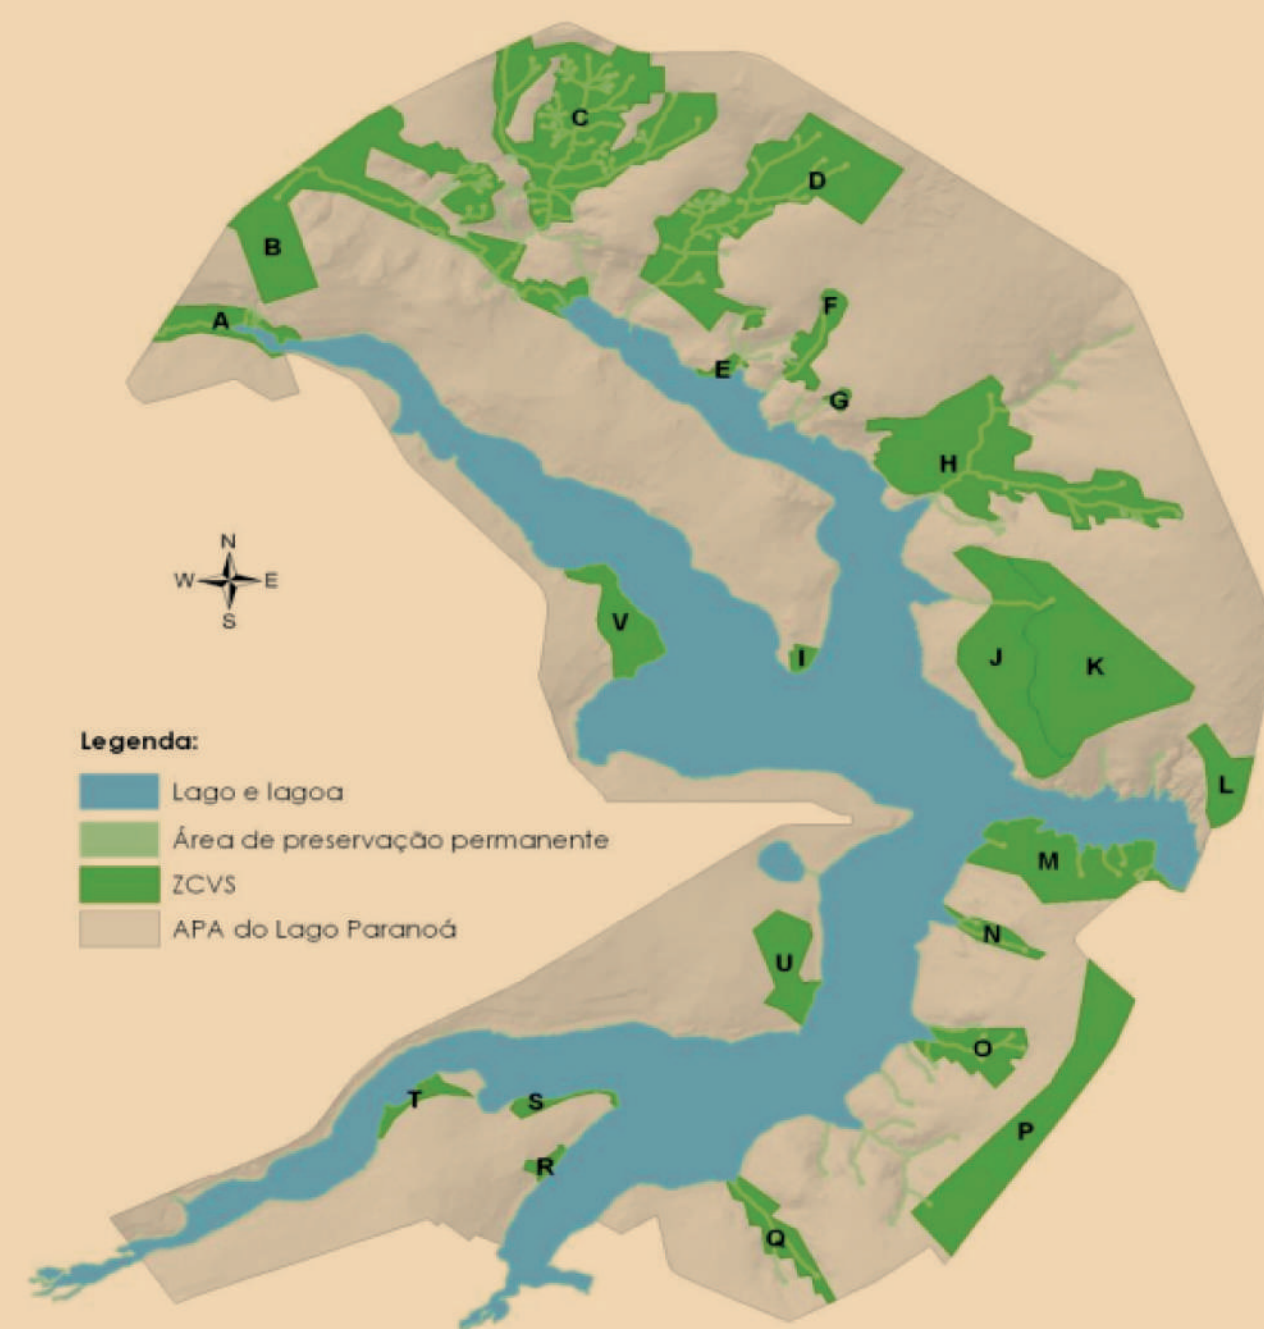 C
D
B
F
A
E
G
H
N
W E
S
V
I
J
K
Legenda:
L
Lago e lagoa
Área de preservação permanente
M
ZCVS
APA do Lago Paranoá
N
U
O
T
S
P
R
Q